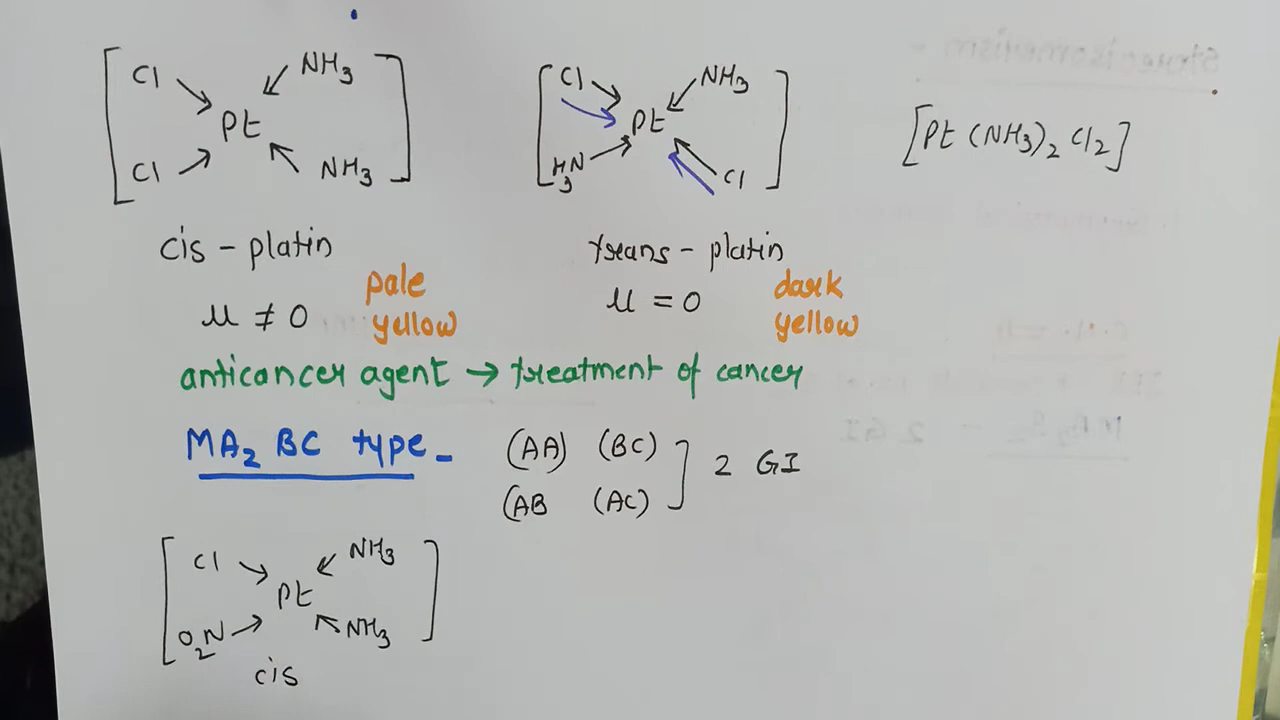 [Cl NH3 Cl NH3
[Pt (NH3)2 Cl2]
Pt Pt
Cl NH3 H3N Cl
cis - platin trans - platin
μ ≠ 0 pale yellow μ = 0 dark yellow
anticancer agent → treatment of cancer
MA2 BC type - (AA) (BC)] 2 GI
(AB (AC)
[Cl NH3]
Pt
O2N NH3
cis
Stereoisomerism -